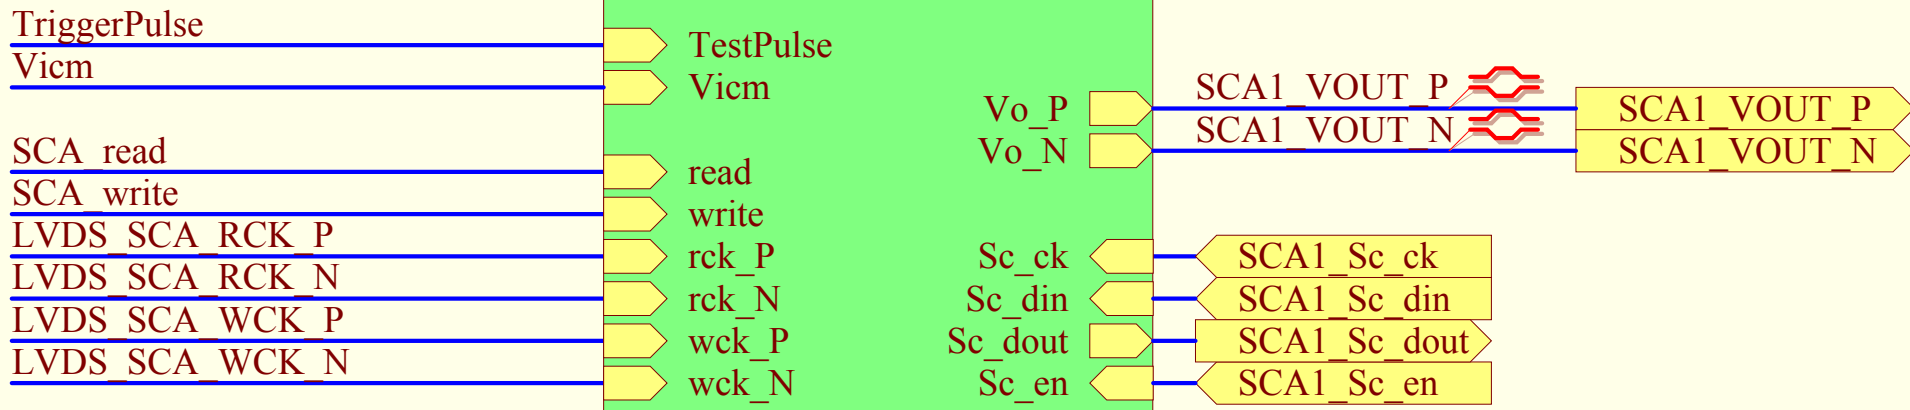 TriggerPulse
TestPulse
Vicm
Vicm
Vo_P SCA1_VOUT_P SCA1_VOUT_P
Vo_N SCA1_VOUT_N SCA1_VOUT_N
SCA_read
read
SCA_write
write
LVDS_SCA_RCK_P
rck_P Sc_ck SCA1_Sc_ck
LVDS_SCA_RCK_N
rck_N Sc_din SCA1_Sc_din
LVDS_SCA_WCK_P
wck_P Sc_dout SCA1_Sc_dout
LVDS_SCA_WCK_N
wck_N Sc_en SCA1_Sc_en